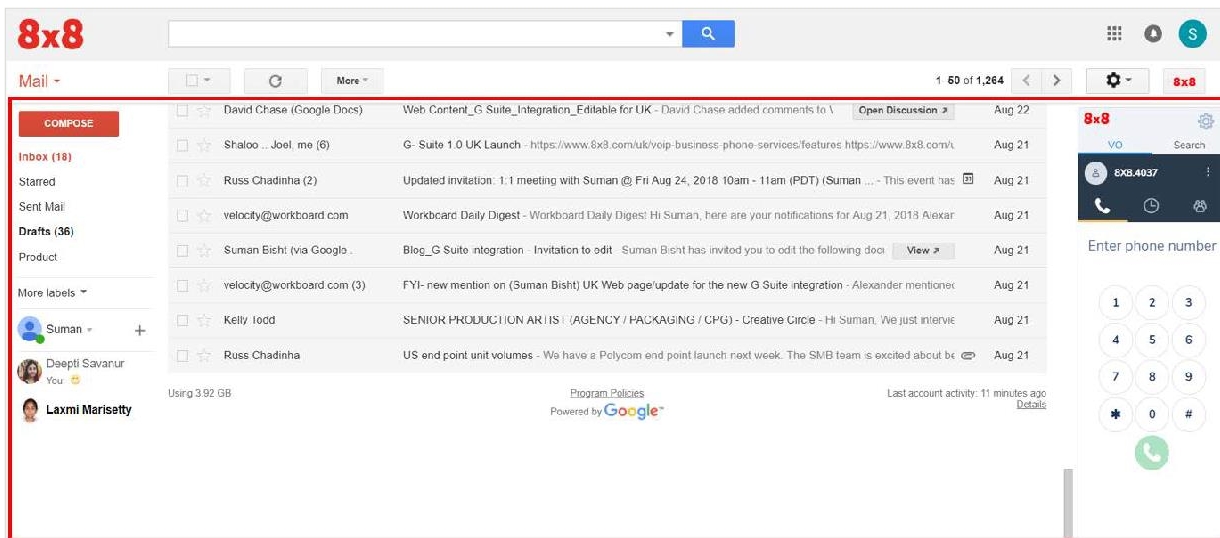 8x8
S
Mail
More
1-50 of 1,264
8x8
COMPOSE
Inbox (18)
Starred
Sent Mail
Drafts (36)
Product
More labels
Suman
Deepti Savanur
You:
Laxmi Marisetty
David Chase (Google Docs) Web Content_G Suite_Integration_Editable for UK - David Chase added comments to Open Discussion Aug 22
Shaloo .. Joel, me (6) G- Suite 1.0 UK Launch - https://www.8x8.com/uk/voip-business-phone-services/features https://www.8x8.com/u Aug 21
Russ Chadinha (2) Updated invitation: 1:1 meeting with Suman @ Fri Aug 24, 2018 10am - 11am (PDT) (Suman ... - This event has 31 Aug 21
velocity@workboard.com Workboard Daily Digest - Workboard Daily Digest Hi Suman, here are your notifications for Aug 21, 2018 Alexan Aug 21
Suman Bisht (via Google . Blog_G Suite integration - Invitation to edit - Suman Bisht has invited you to edit the following docu View Aug 21
velocity@workboard.com (3) FYI- new mention on (Suman Bisht) UK Web page/update for the new G Suite integration - Alexander mentioned Aug 21
Kelly Todd SENIOR PRODUCTION ARTIST (AGENCY / PACKAGING / CPG) - Creative Circle - Hi Suman, We just intervie Aug 21
Russ Chadinha US end point unit volumes - We have a Polycom end point launch next week. The SMB team is excited about be Aug 21
Using 3.92 GB
Program Policies
Powered by Google™
Last account activity: 11 minutes ago
Details
8x8
VO Search
8X8.4037
Enter phone number
1 2 3
4 5 6
7 8 9
* 0 #